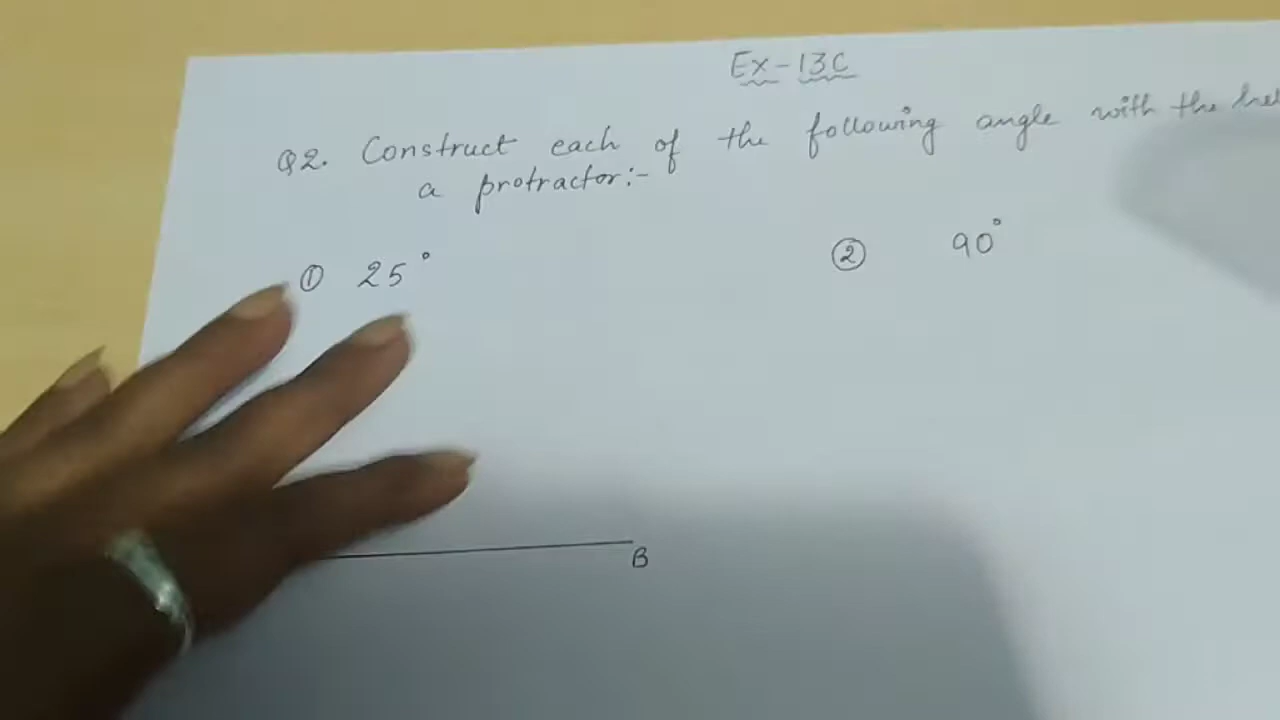 Ex-13C
Q2. Construct each of the following angle with the
a protractor:-
① 25° ② 90°
B